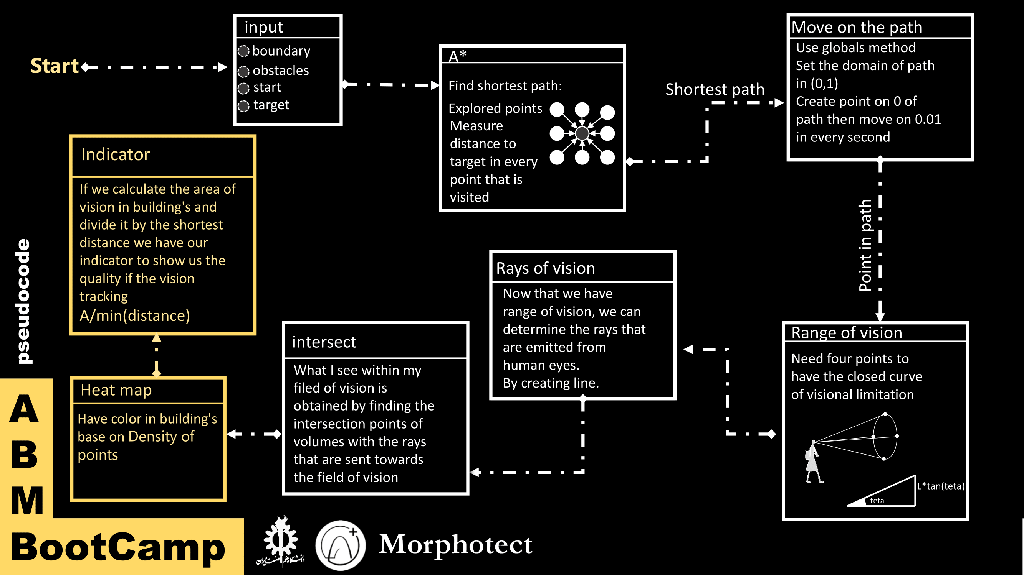 Start
input
boundary
obstacles
start
target
A*
Find shortest path:
Explored points
Measure
distance to
target in every
point that is
visited
Shortest path
Move on the path
Use globals method
Set the domain of path
in (0,1)
Create point on 0 of
path then move on 0.01
in every second
Point in path
Range of vision
Need four points to
have the closed curve
of visional limitation
L*tan(teta)
teta
Rays of vision
Now that we have
range of vision, we can
determine the rays that
are emitted from
human eyes.
By creating line.
intersect
What I see within my
filed of vision is
obtained by finding the
intersection points of
volumes with the rays
that are sent towards
the field of vision
Heat map
Have color in building's
base on Density of
points
Indicator
If we calculate the area of
vision in building's and
divide it by the shortest
distance we have our
indicator to show us the
quality if the vision
tracking
A/min(distance)
pseudocode
A
B
M
BootCamp
Morphotect